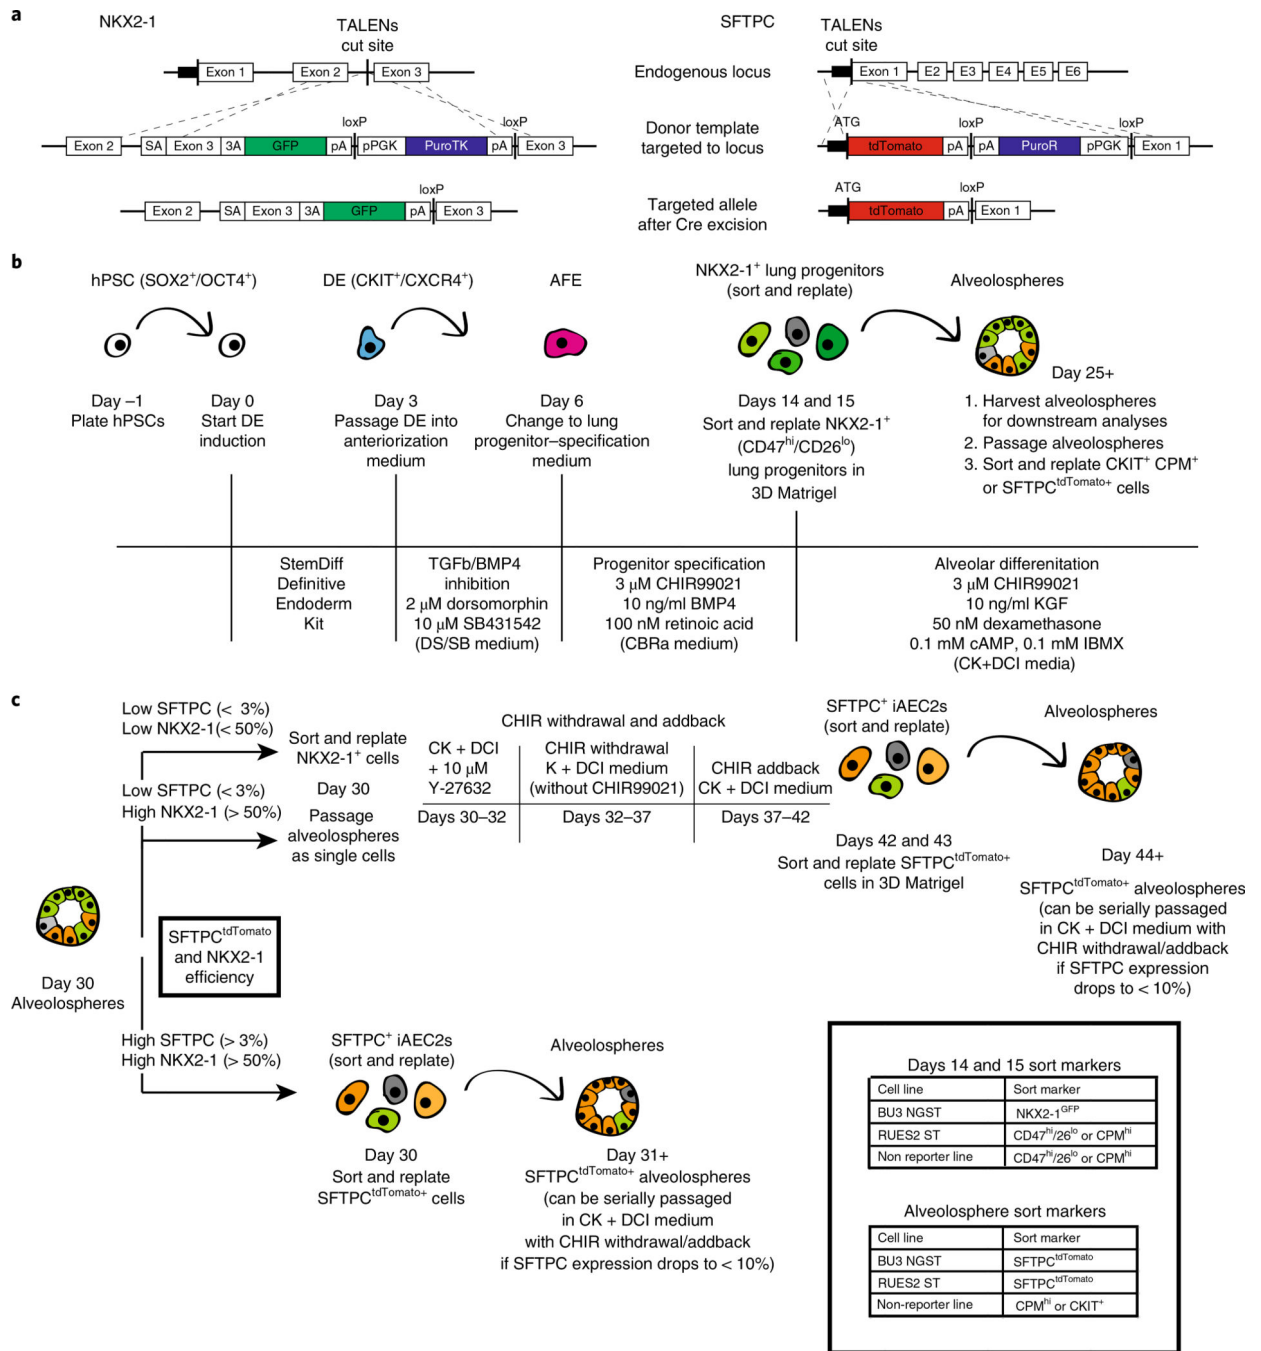 a
NKX2-1
TALENs
cut site
Exon 1
Exon 2
Exon 3
loxP
loxP
Exon 2
SA
Exon 3
3A
GFP
pA
pPGK
PuroTK
pA
Exon 3
loxP
Exon 2
SA
Exon 3
3A
GFP
pA
Exon 3
Endogenous locus
Donor template
targeted to locus
Targeted allele
after Cre excision
SFTPC
TALENs
cut site
Exon 1
E2
E3
E4
E5
E6
ATG
loxP
loxP
tdTomato
pA
pA
PuroR
pPGK
Exon 1
ATG
loxP
tdTomato
pA
Exon 1
b
hPSC (SOX2⁺/OCT4⁺)
DE (CKIT⁺/CXCR4⁺)
AFE
NKX2-1⁺ lung progenitors
(sort and replate)
Alveolospheres
Day –1
Plate hPSCs
Day 0
Start DE
induction
Day 3
Passage DE into
anteriorization
medium
Day 6
Change to lung
progenitor–specification
medium
Days 14 and 15
Sort and replate NKX2-1⁺
(CD47ʰⁱ/CD26ˡᵒ)
lung progenitors in
3D Matrigel
Day 25+
1. Harvest alveolospheres
for downstream analyses
2. Passage alveolospheres
3. Sort and replate CKIT⁺ CPM⁺
or SFTPCᵗᵈᵀᵒᵐᵃᵗᵒ⁺ cells
StemDiff
Definitive
Endoderm
Kit
TGFb/BMP4
inhibition
2 μM dorsomorphin
10 μM SB431542
(DS/SB medium)
Progenitor specification
3 μM CHIR99021
10 ng/ml BMP4
100 nM retinoic acid
(CBRa medium)
Alveolar differenitation
3 μM CHIR99021
10 ng/ml KGF
50 nM dexamethasone
0.1 mM cAMP, 0.1 mM IBMX
(CK+DCI media)
c
Low SFTPC (< 3%)
Low NKX2-1(< 50%)
Low SFTPC (< 3%)
High NKX2-1 (> 50%)
Sort and replate
NKX2-1⁺ cells
Day 30
Passage
alveolospheres
as single cells
CHIR withdrawal and addback
CK + DCI
+ 10 μM
Y-27632
CHIR withdrawal
K + DCI medium
(without CHIR99021)
CHIR addback
CK + DCI medium
Days 30–32
Days 32–37
Days 37–42
SFTPC⁺ iAEC2s
(sort and replate)
Alveolospheres
Days 42 and 43
Sort and replate SFTPCᵗᵈᵀᵒᵐᵃᵗᵒ⁺
cells in 3D Matrigel
Day 44+
SFTPCᵗᵈᵀᵒᵐᵃᵗᵒ⁺ alveolospheres
(can be serially passaged
in CK + DCI medium with
CHIR withdrawal/addback
if SFTPC expression
drops to < 10%)
Day 30
Alveolospheres
SFTPCᵗᵈᵀᵒᵐᵃᵗᵒ
and NKX2-1
efficiency
High SFTPC (> 3%)
High NKX2-1 (> 50%)
SFTPC⁺ iAEC2s
(sort and replate)
Alveolospheres
Day 30
Sort and replate
SFTPCᵗᵈᵀᵒᵐᵃᵗᵒ⁺ cells
Day 31+
SFTPCᵗᵈᵀᵒᵐᵃᵗᵒ⁺ alveolospheres
(can be serially passaged
in CK + DCI medium
with CHIR withdrawal/addback
if SFTPC expression drops to < 10%)
Days 14 and 15 sort markers
Cell line Sort marker
BU3 NGST NKX2-1ᴳᶠᴾ
RUES2 ST CD47ʰⁱ/26ˡᵒ or CPMʰⁱ
Non reporter line CD47ʰⁱ/26ˡᵒ or CPMʰⁱ
Alveolosphere sort markers
Cell line Sort marker
BU3 NGST SFTPCᵗᵈᵀᵒᵐᵃᵗᵒ
RUES2 ST SFTPCᵗᵈᵀᵒᵐᵃᵗᵒ
Non-reporter line CPMʰⁱ or CKIT⁺